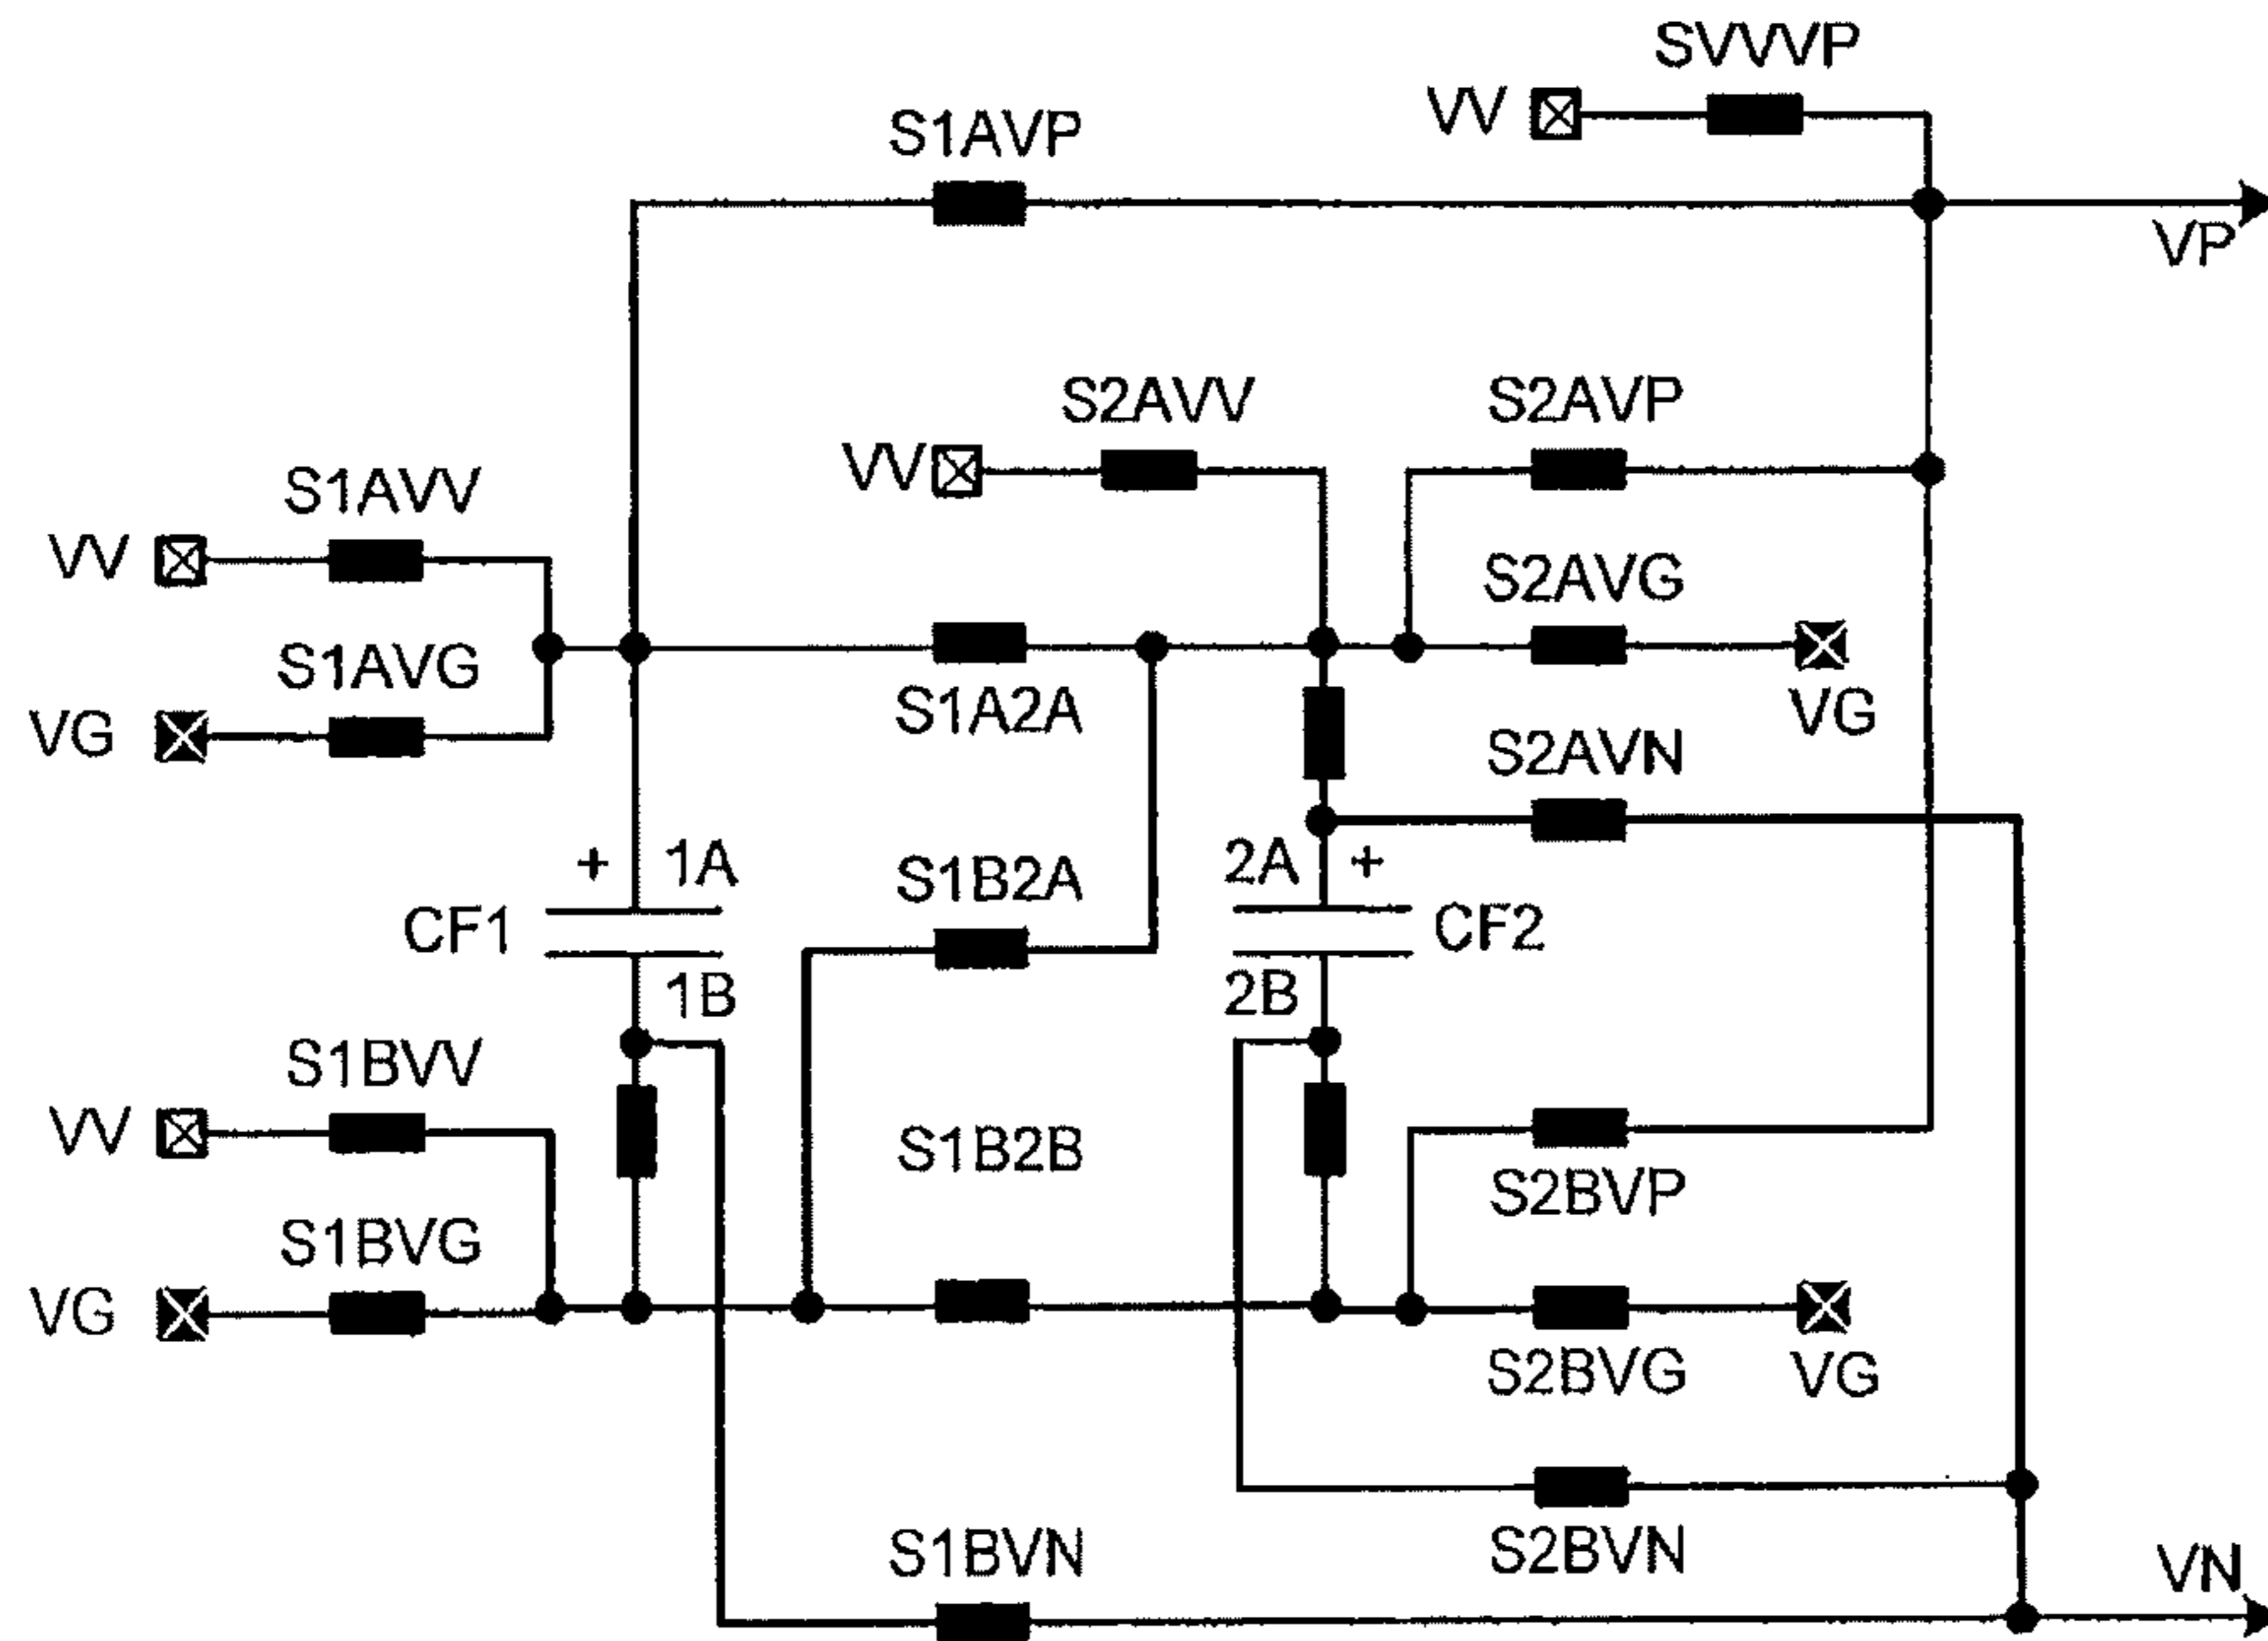 SVVVP
VV
S1AVP
VP
S2AVV
S2AVP
VV
S1AVV
VV
S2AVG
S1AVG
VG
S1A2A
VG
S2AVN
+ 1A
2A +
S1B2A
CF1
CF2
1B
2B
S1BVV
VV
S1B2B
S2BVP
S1BVG
VG
S2BVG
VG
S1BVN
S2BVN
VN